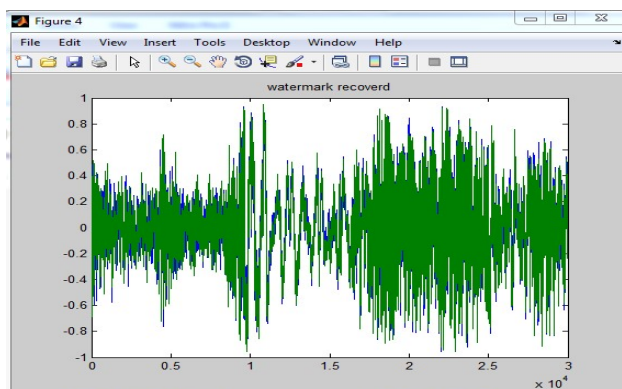 Figure 4
File Edit View Insert Tools Desktop Window Help
watermark recoverd
1
0.8
0.6
0.4
0.2
0
-0.2
-0.4
-0.6
-0.8
-1
0 0.5 1 1.5 2 2.5 3
x 10^4